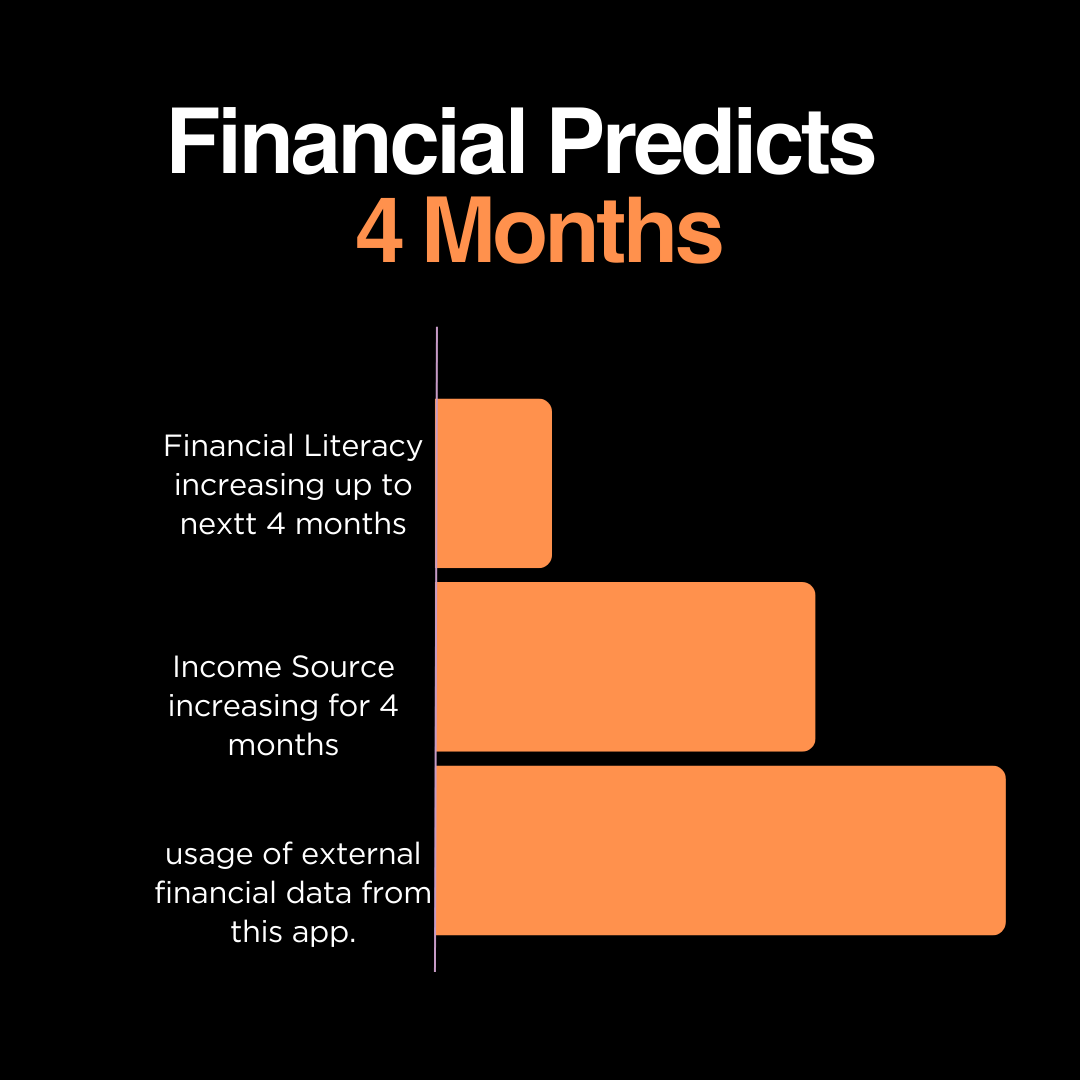 Financial Predicts
4 Months
Financial Literacy
increasing up to
nextt 4 months
Income Source
increasing for 4
months
usage of external
financial data from
this app.